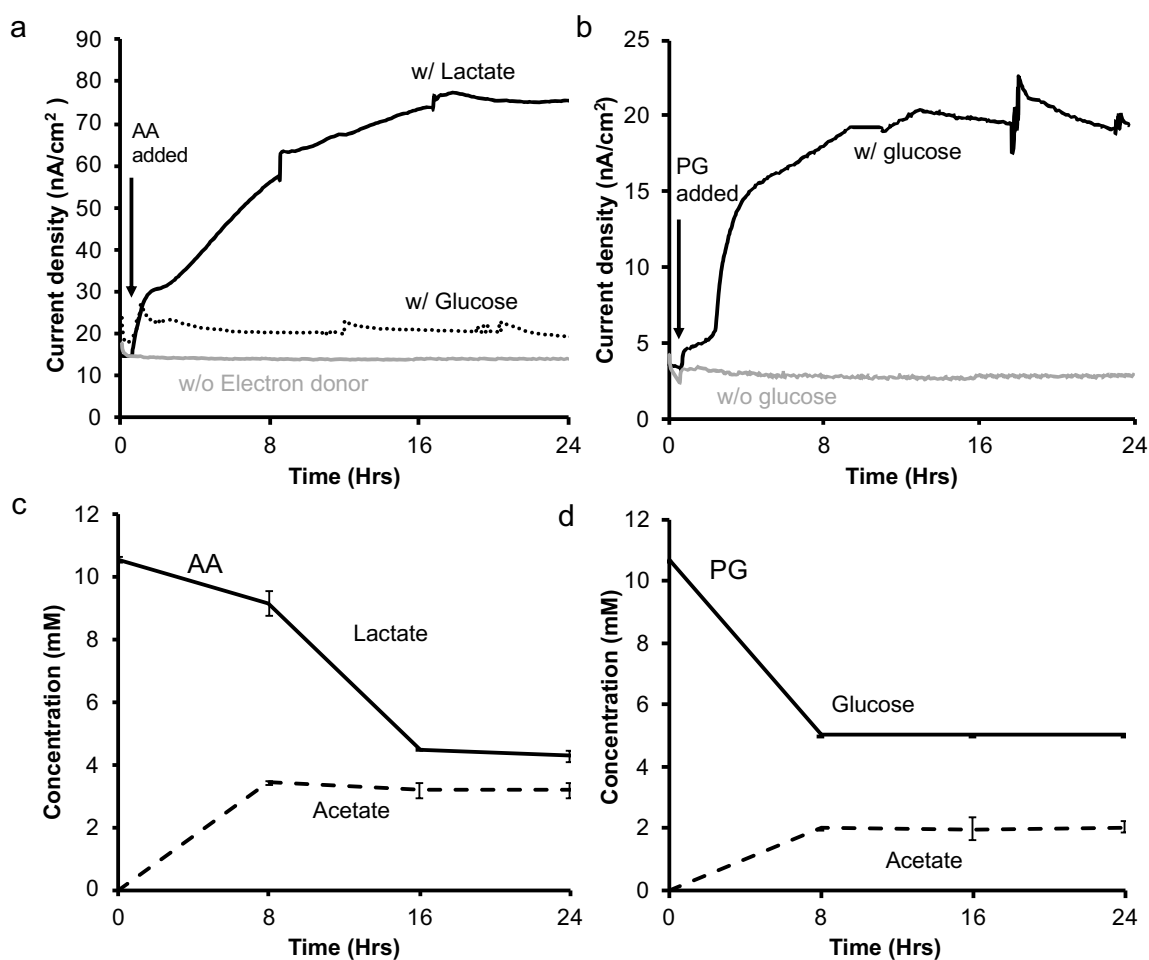 a
Current density (nA/cm² )
90
80
70
60
50
40
30
20
10
0
AA
added
w/ Lactate
w/ Glucose
w/o Electron donor
0
8
16
24
Time (Hrs)
b
Current density (nA/cm²)
25
20
15
10
5
0
PG
added
w/ glucose
w/o glucose
0
8
16
24
Time (Hrs)
c
Concentration (mM)
12
10
8
6
4
2
0
AA
Lactate
Acetate
0
8
16
24
Time (Hrs)
d
Concentration (mM)
12
10
8
6
4
2
0
PG
Glucose
Acetate
0
8
16
24
Time (Hrs)